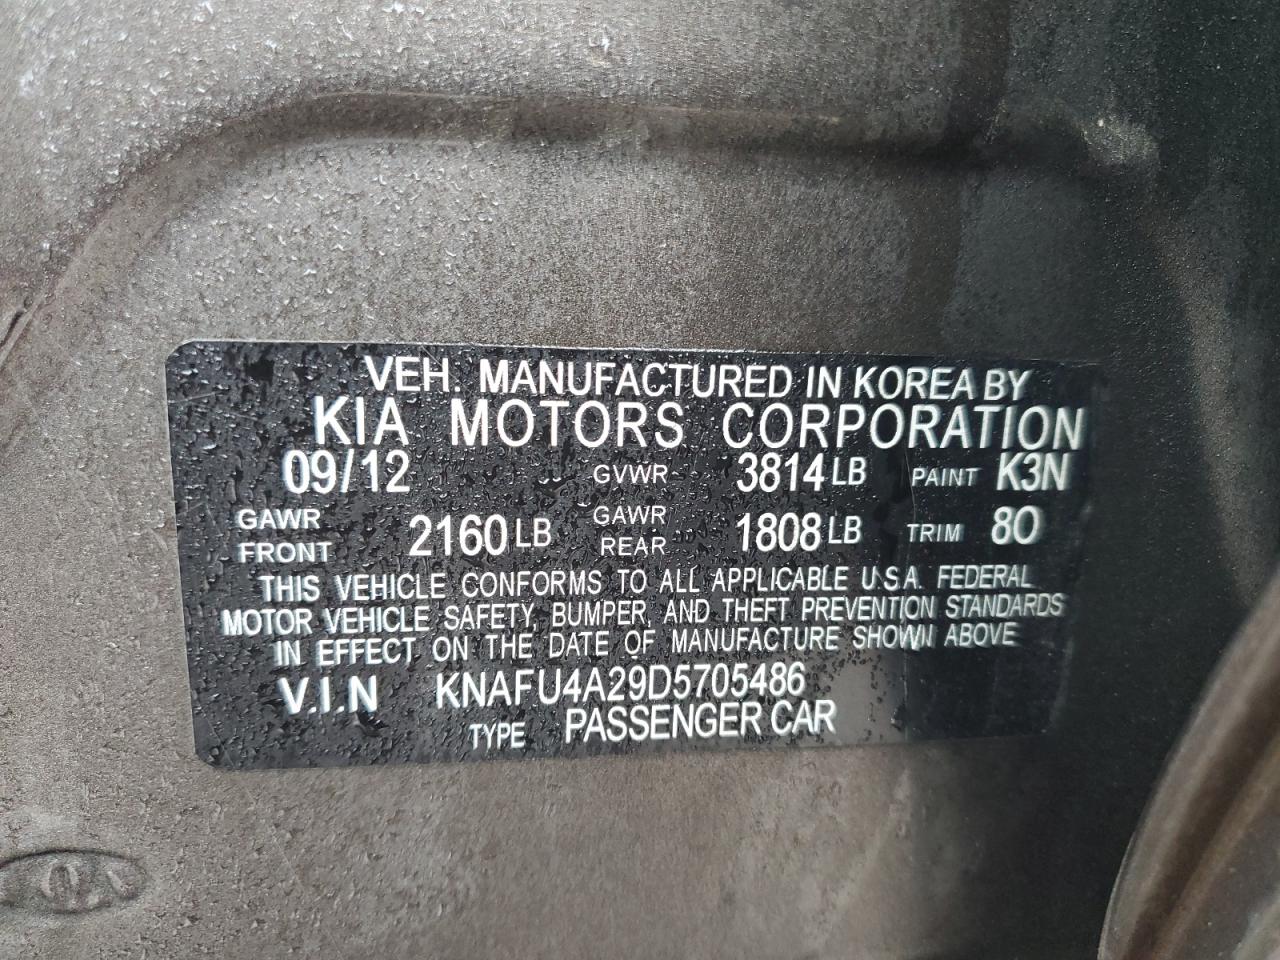 VEH. MANUFACTURED IN KOREA BY
KIA MOTORS CORPORATION
09/12 GVWR 3814 LB PAINT K3N
GAWR FRONT 2160 LB GAWR REAR 1808 LB TRIM 80
THIS VEHICLE CONFORMS TO ALL APPLICABLE U.S.A. FEDERAL
MOTOR VEHICLE SAFETY, BUMPER, AND THEFT PREVENTION STANDARDS
IN EFFECT ON THE DATE OF MANUFACTURE SHOWN ABOVE
V.I.N KNAFU4A29D5705486
TYPE PASSENGER CAR